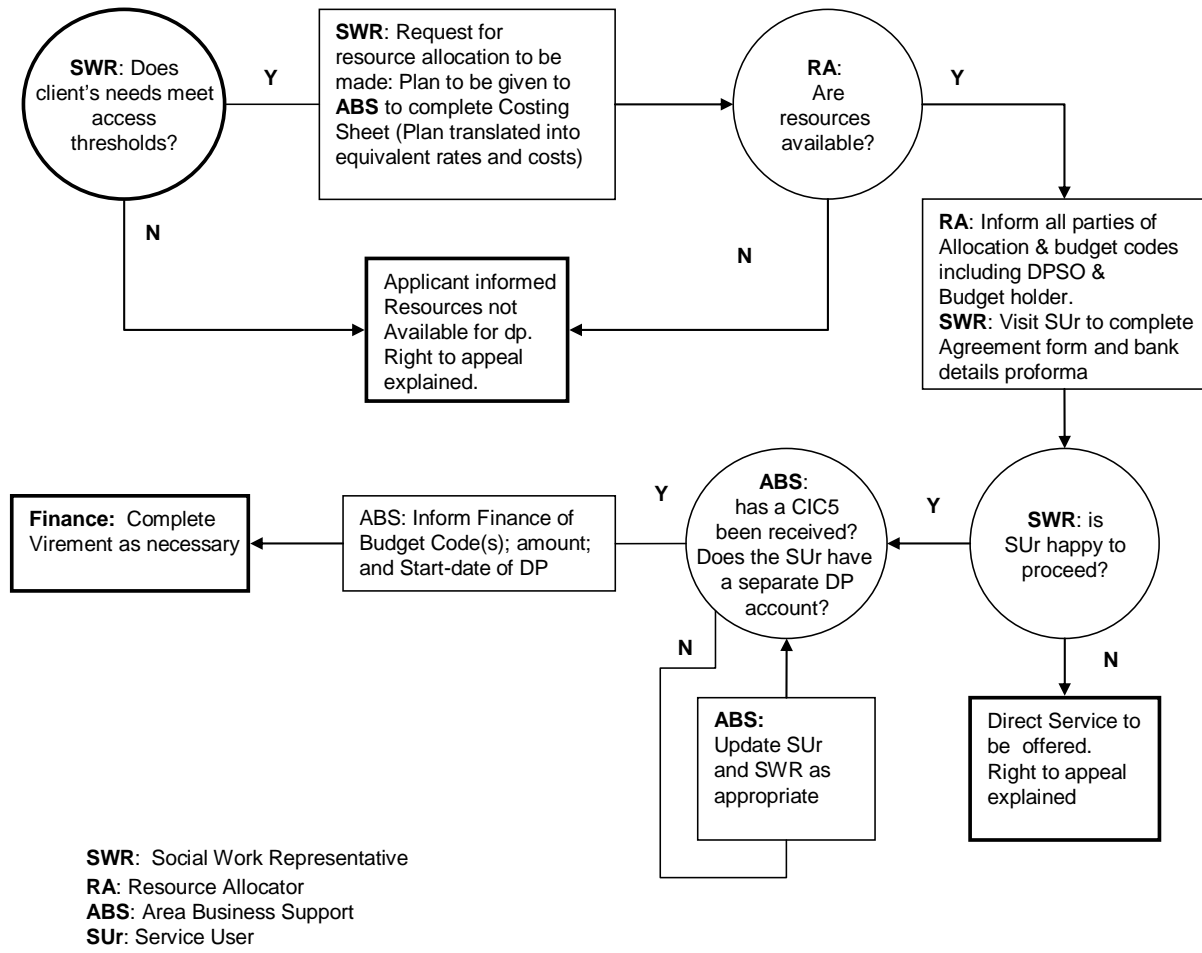 SWR: Does
client's needs meet
access
thresholds?
Y
SWR: Request for
resource allocation to be
made: Plan to be given to
ABS to complete Costing
Sheet (Plan translated into
equivalent rates and costs)
RA:
Are
resources
available?
Y
N
Applicant informed
Resources not
Available for dp.
Right to appeal
explained.
N
RA: Inform all parties of
Allocation & budget codes
including DPSO &
Budget holder.
SWR: Visit SUr to complete
Agreement form and bank
details proforma
Finance: Complete
Virement as necessary
ABS: Inform Finance of
Budget Code(s); amount;
and Start-date of DP
Y
ABS:
has a CIC5
been received?
Does the SUr have
a separate DP
account?
Y
SWR: is
SUr happy to
proceed?
N
N
ABS:
Update SUr
and SWR as
appropriate
Direct Service to
be offered.
Right to appeal
explained
SWR: Social Work Representative
RA: Resource Allocator
ABS: Area Business Support
SUr: Service User